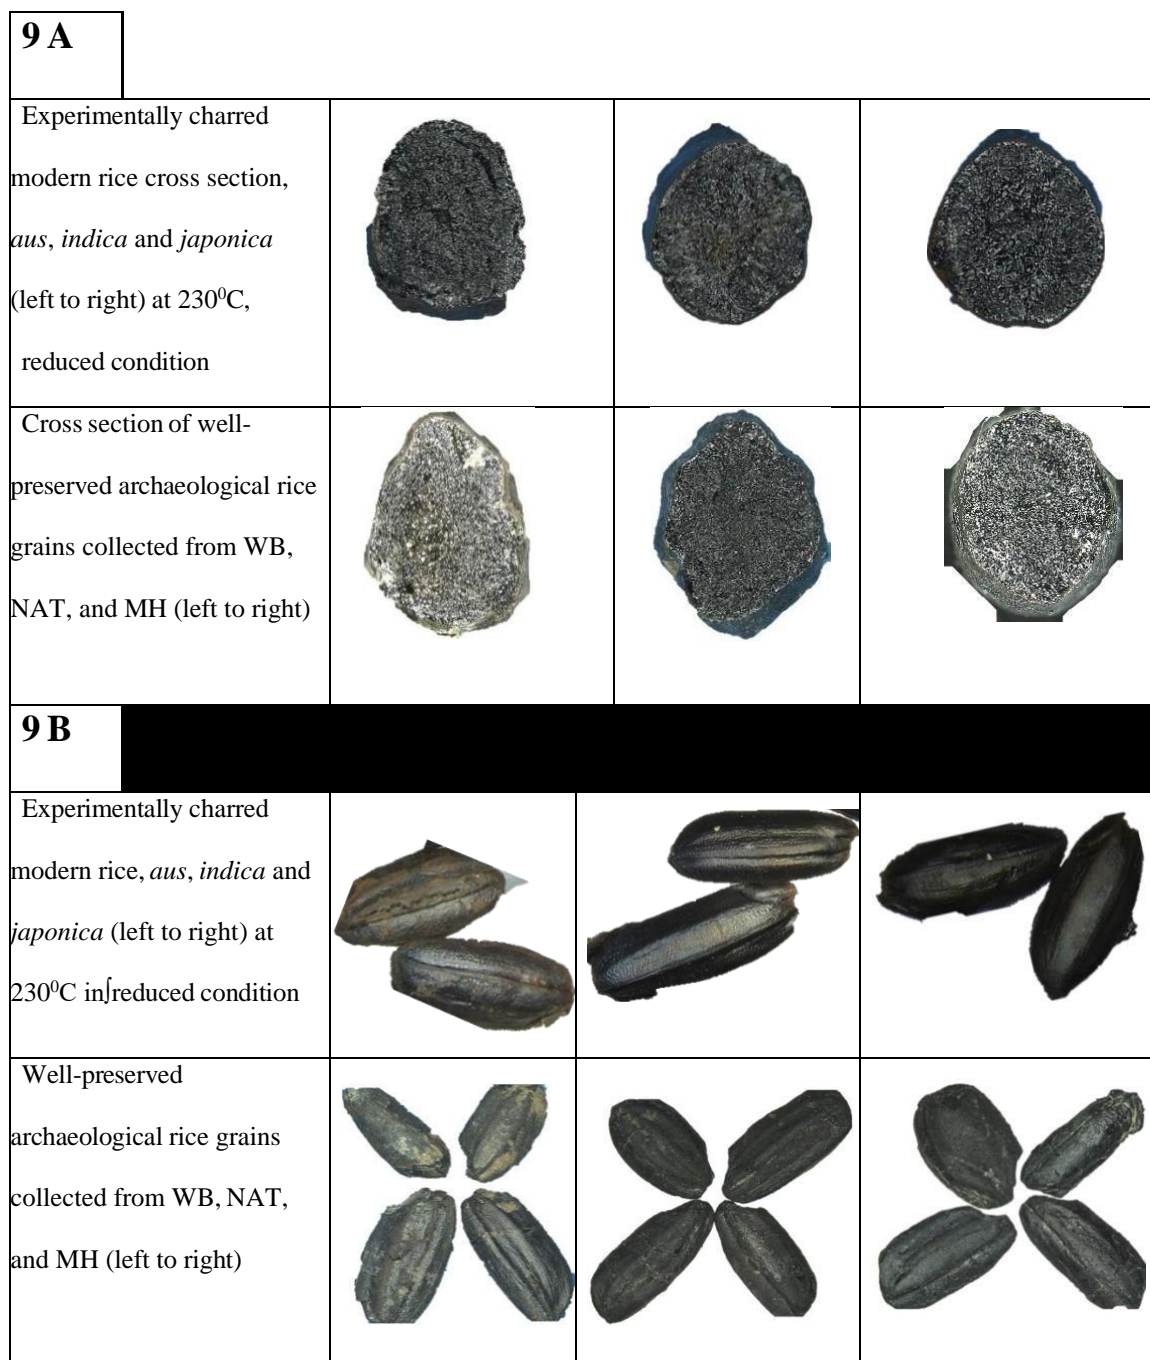 9 A
Experimentally charred
modern rice cross section,
aus, indica and japonica
(left to right) at 230⁰C,
reduced condition
Cross section of well-
preserved archaeological rice
grains collected from WB,
NAT, and MH (left to right)
9 B
Experimentally charred
modern rice, aus, indica and
japonica (left to right) at
230⁰C in⌠reduced condition
Well-preserved
archaeological rice grains
collected from WB, NAT,
and MH (left to right)